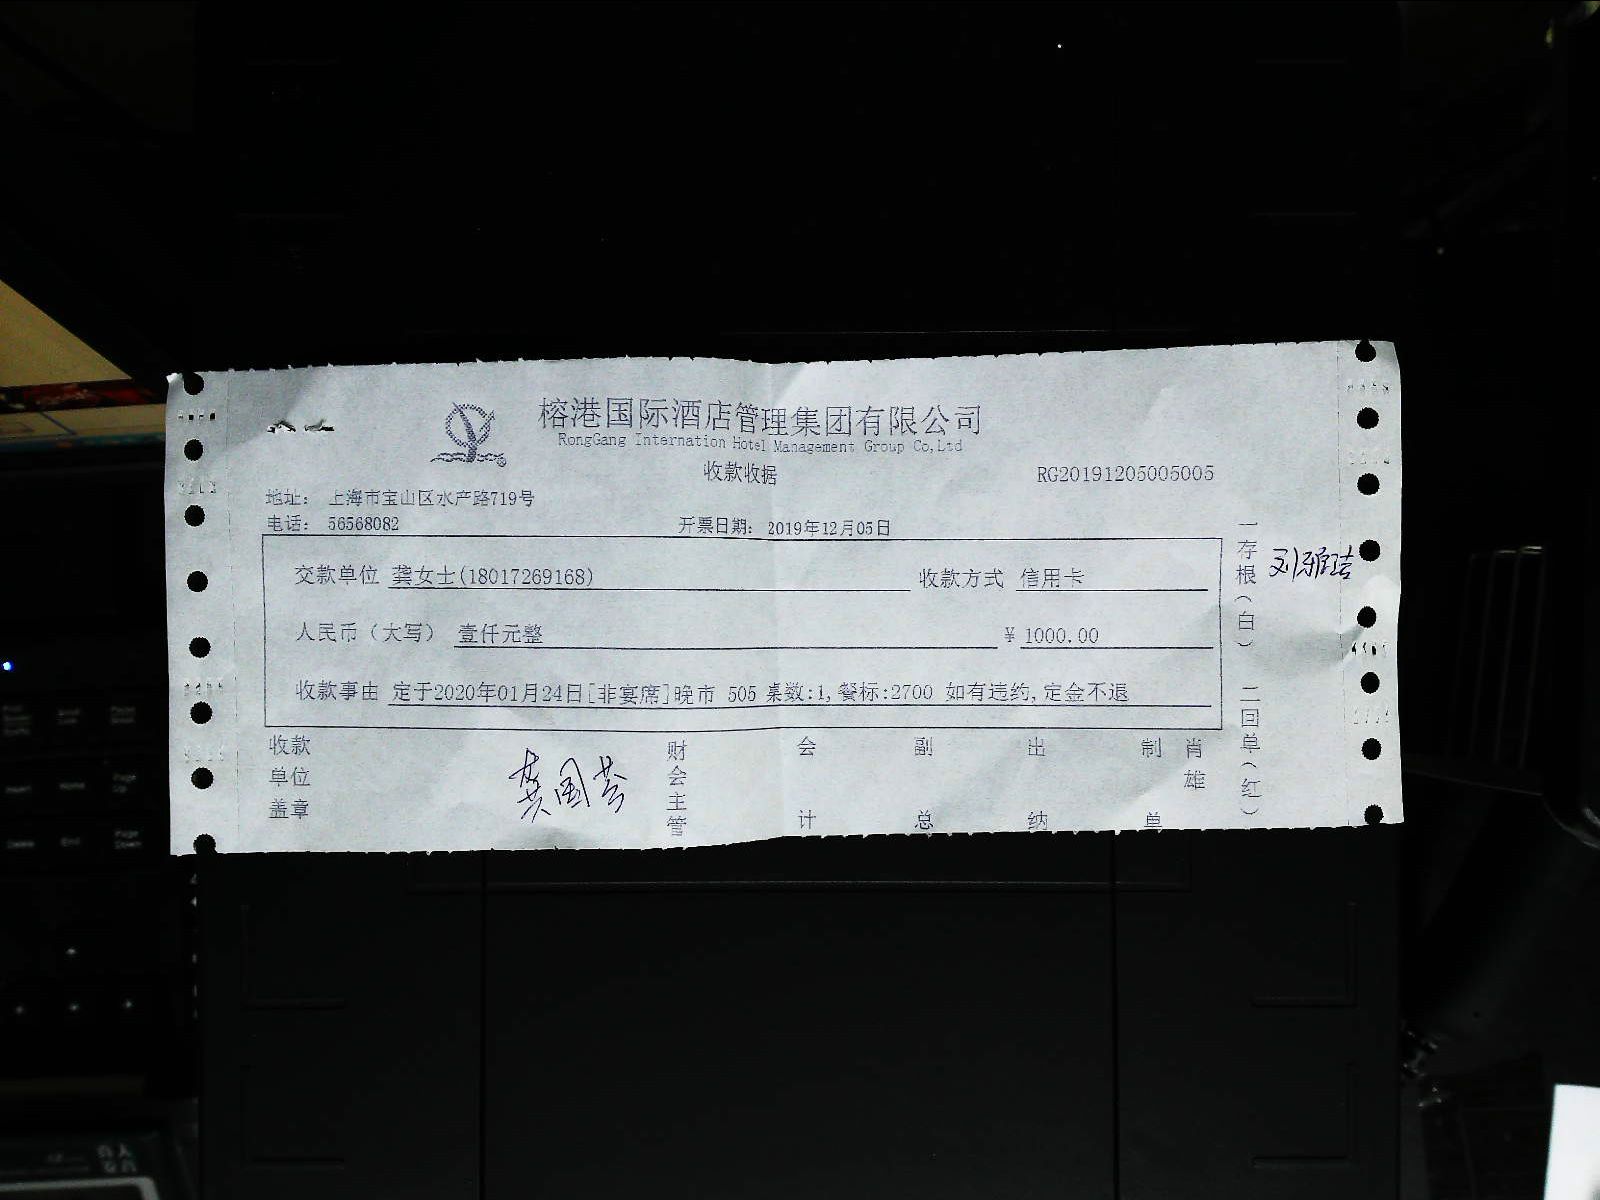 榕港国际酒店管理集团有限公司
RongGang Internation Hotel Management Group Co,Ltd
收款收据
RG20191205005005
地址： 上海市宝山区水产路719号
电话： 56568082
开票日期： 2019年12月05日
交款单位 龚女士(18017269168)
收款方式 信用卡
人民币（大写） 壹仟元整
￥ 1000.00
收款事由 定于2020年01月24日[非宴席]晚市 505 桌数:1,餐标:2700 如有违约,定金不退
一存根（白） 二回单（红）
收款单位盖章
财会主管
会计
副总
出纳
制单
肖雄